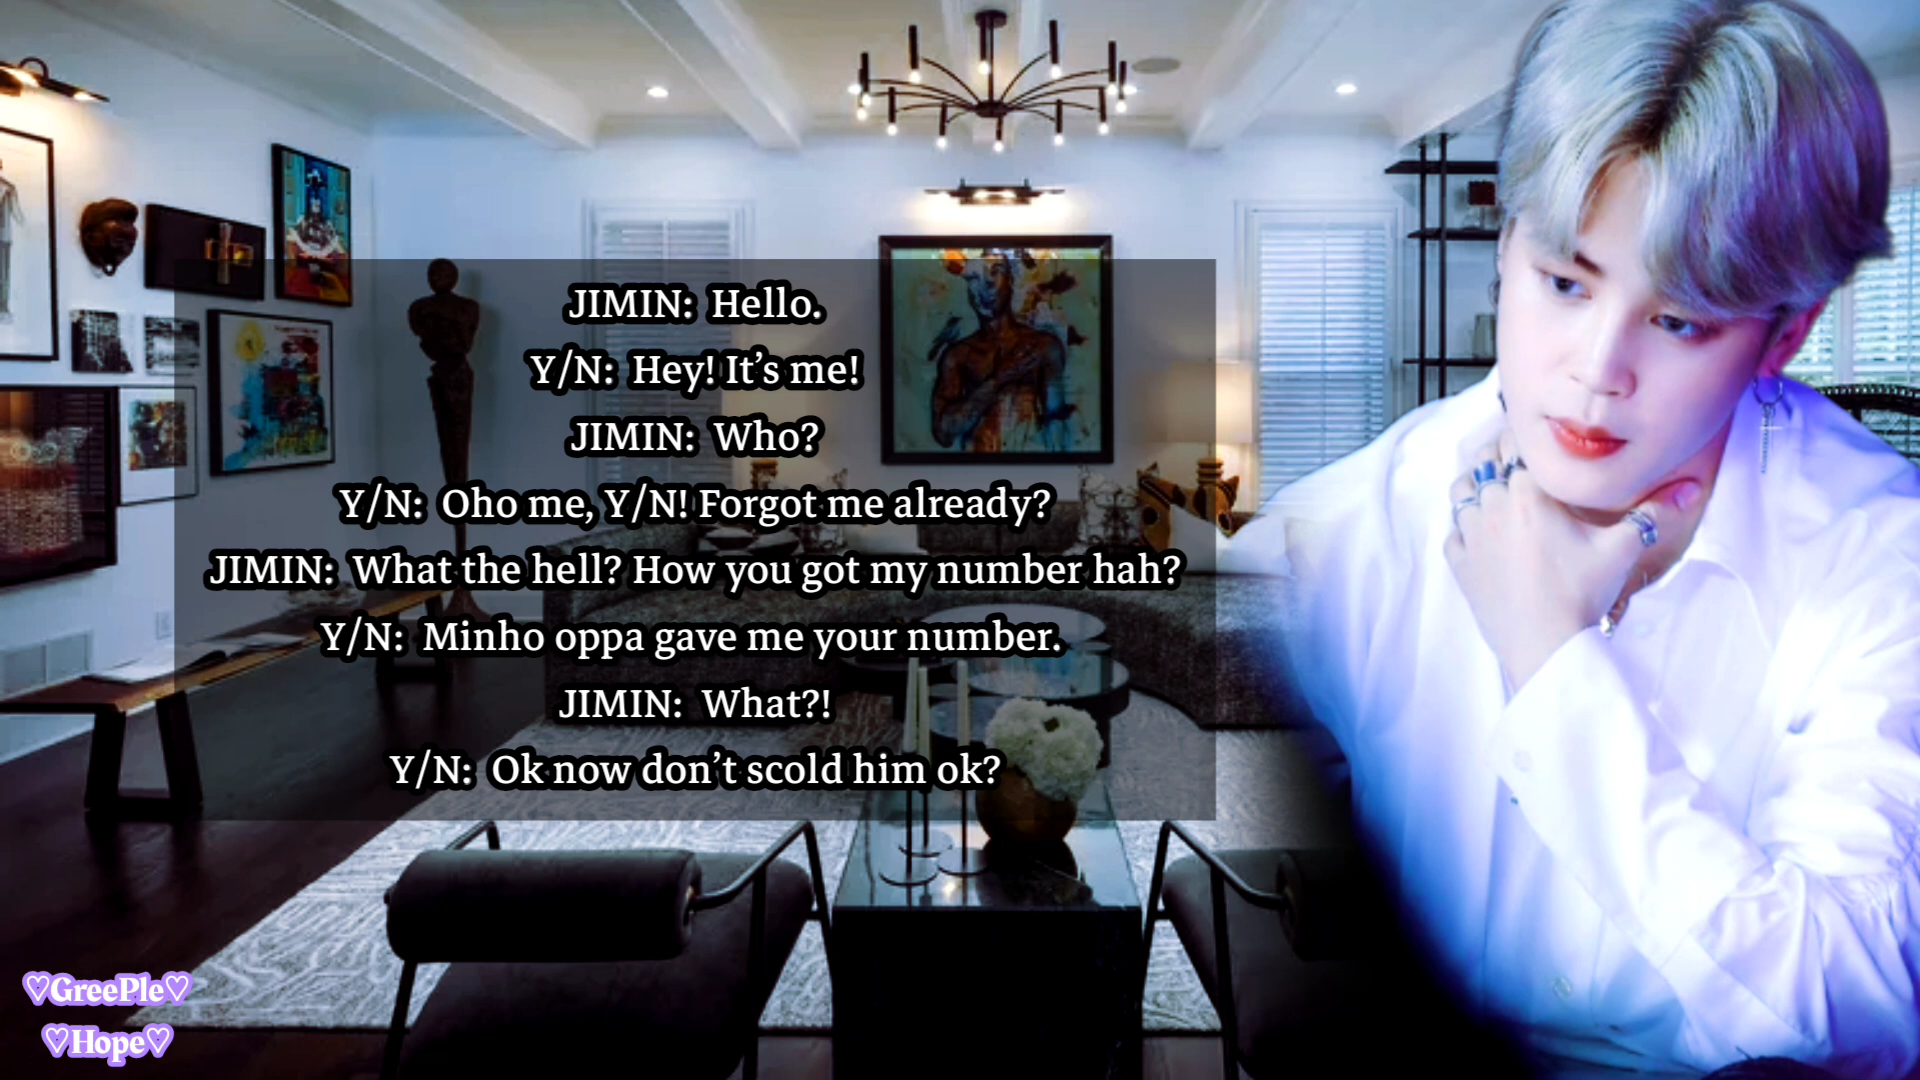 JIMIN: Hello.
Y/N: Hey! It’s me!
JIMIN: Who?
Y/N: Oho me, Y/N! Forgot me already?
JIMIN: What the hell? How you got my number hah?
Y/N: Minho oppa gave me your number.
JIMIN: What?!
Y/N: Ok now don’t scold him ok?
♡GreePle♡
♡Hope♡